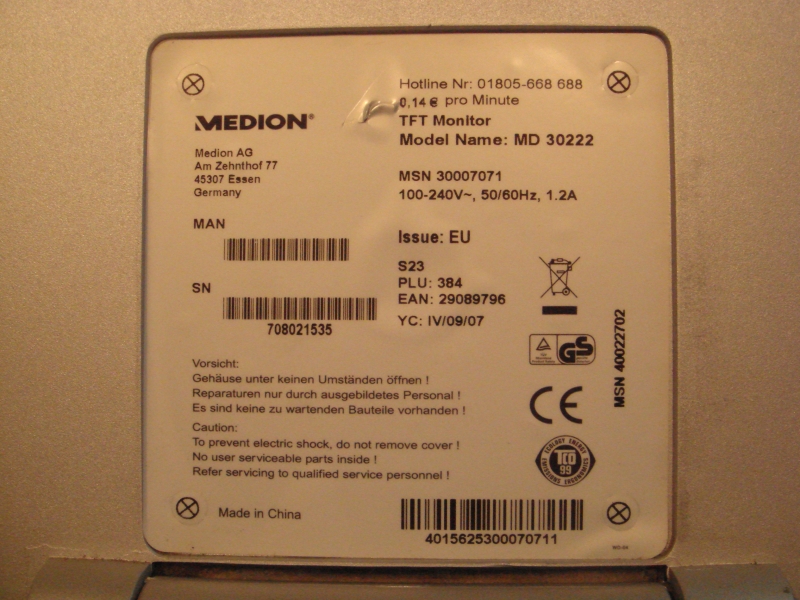 MEDION®
Medion AG
Am Zehnthof 77
45307 Essen
Germany
MAN
SN
708021535
Hotline Nr: 01805-668 688
0,14 € pro Minute
TFT Monitor
Model Name: MD 30222
MSN 30007071
100-240V~, 50/60Hz, 1.2A
Issue: EU
S23
PLU: 384
EAN: 29089796
YC: IV/09/07
GS
CE
ECOLOGY ENERGY
TCO
99
EMISSIONS ERGONOMICS
MSN 40022702
Vorsicht:
Gehäuse unter keinen Umständen öffnen !
Reparaturen nur durch ausgebildetes Personal !
Es sind keine zu wartenden Bauteile vorhanden !
Caution:
To prevent electric shock, do not remove cover !
No user serviceable parts inside !
Refer servicing to qualified service personnel !
Made in China
4015625300070711